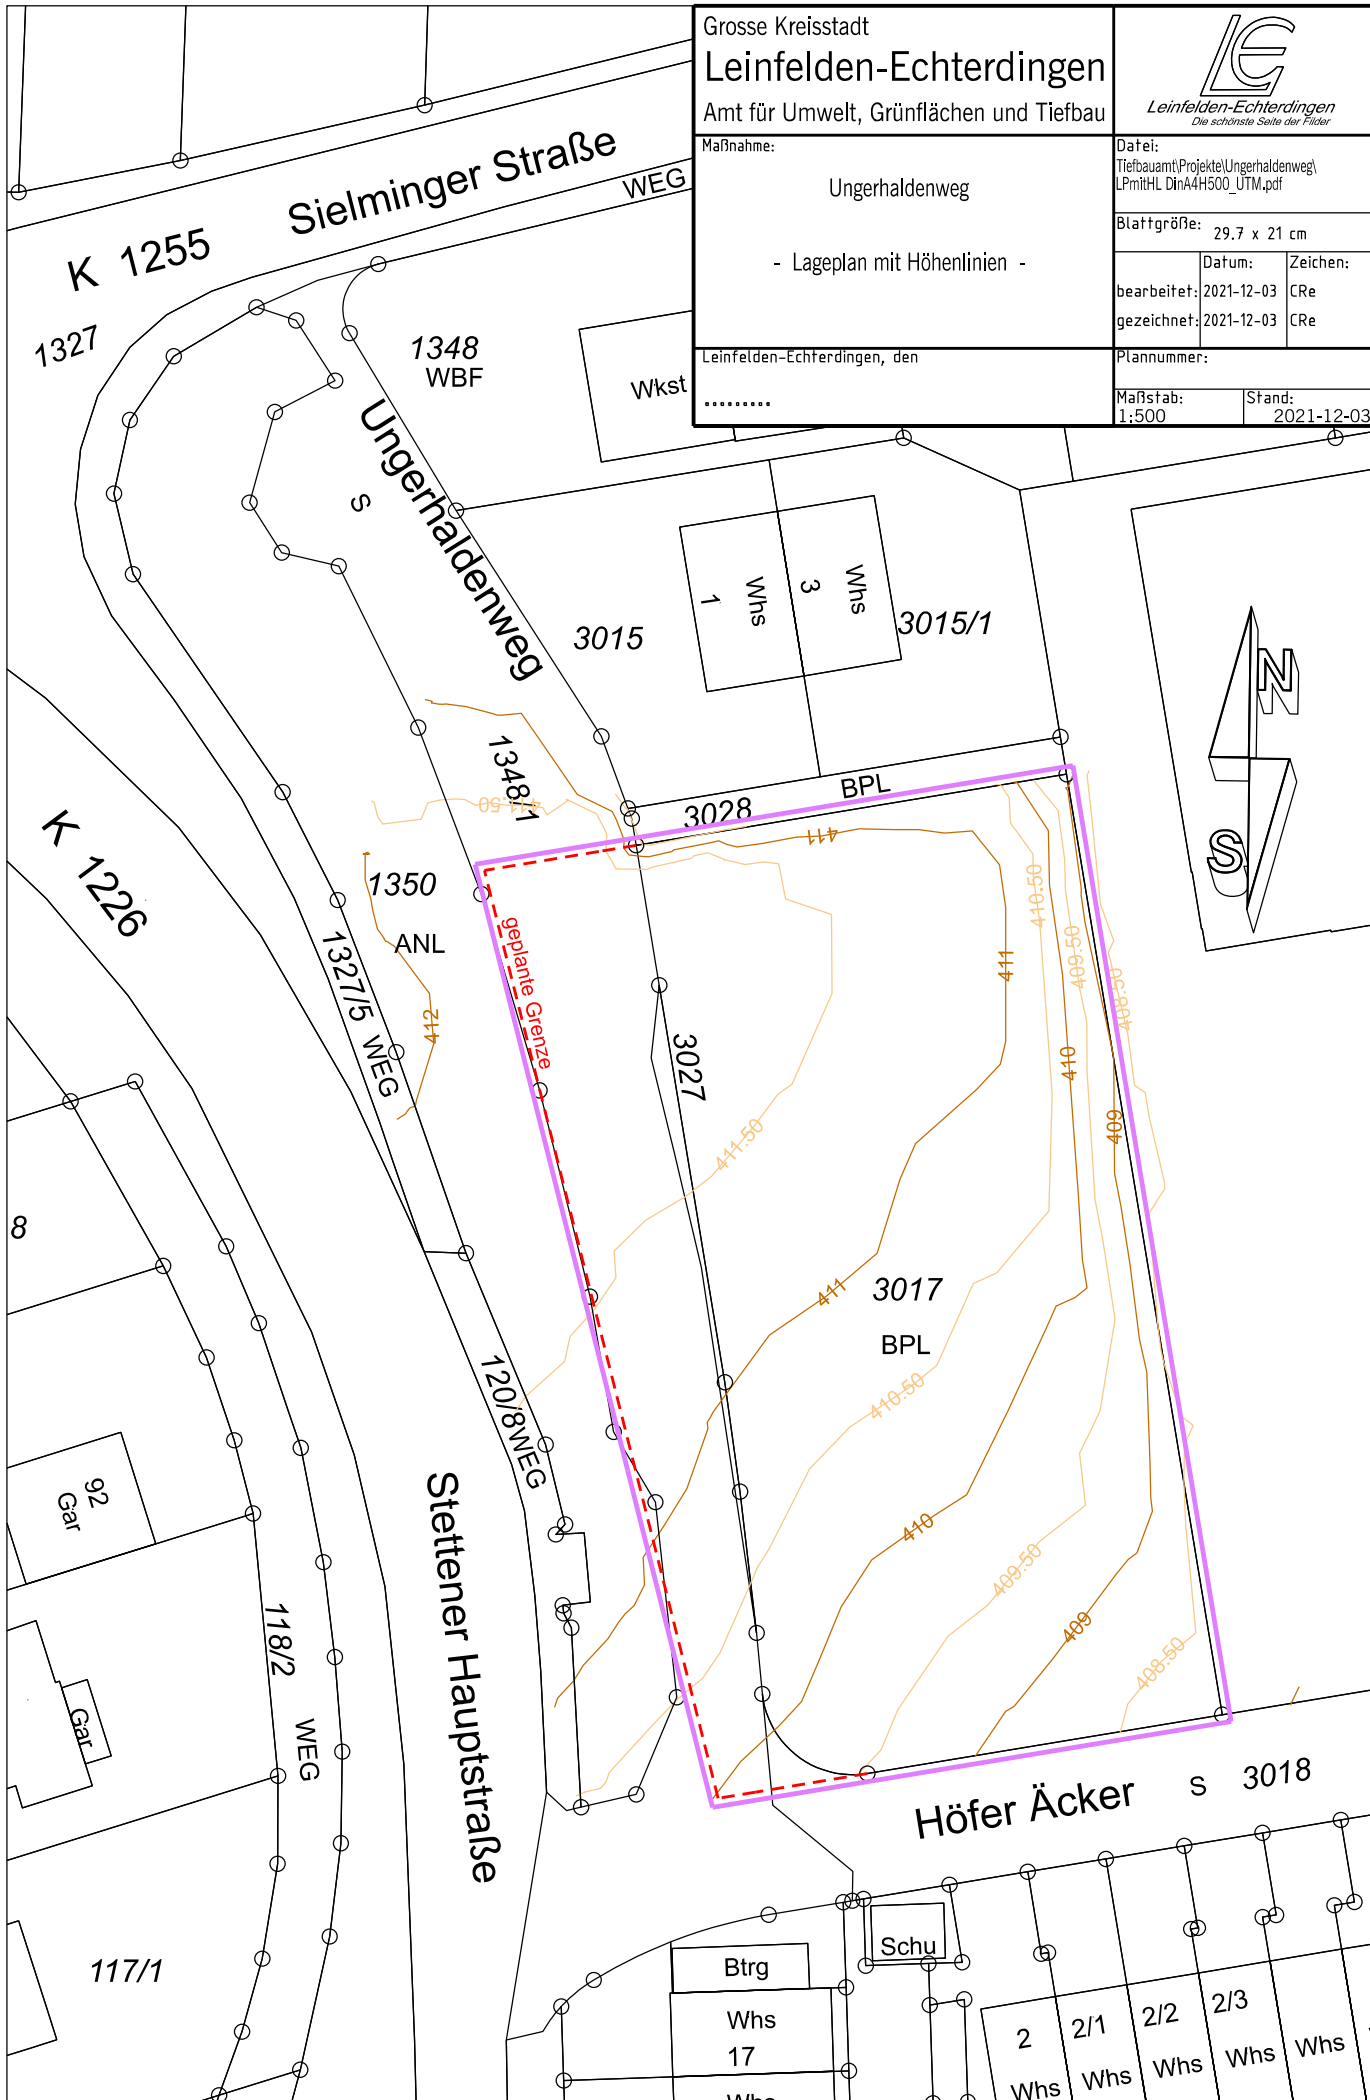 Grosse Kreisstadt
Leinfelden-Echterdingen
Amt für Umwelt, Grünflächen und Tiefbau
LE
Leinfelden-Echterdingen
Die schönste Seite der Filder
Maßnahme:
Ungerhaldenweg
- Lageplan mit Höhenlinien -
Datei:
Tiefbauamt\Projekte\Ungerhaldenweg\
LPmitHL DinA4H500_UTM.pdf
Blattgröße: 29.7 x 21 cm
Datum: Zeichen:
bearbeitet: 2021-12-03 CRe
gezeichnet: 2021-12-03 CRe
Leinfelden-Echterdingen, den
.........
Plannummer:
Maßstab:
1:500
Stand:
2021-12-03
Sielminger Straße
WEG
K 1255
1327
1348
WBF
Wkst
Ungerhaldenweg
S
1
Whs
3
Whs
3015
3015/1
N
S
1348/1
411.50
3028
BPL
411
K 1226
1350
ANL
412
1327/5
WEG
geplante Grenze
3027
410.50
411
409.50
408.50
410
409
411.50
8
411
3017
BPL
410.50
120/8
WEG
92
Gar
410
409.50
409
408.50
Stettener Hauptstraße
118/2
WEG
Gar
Höfer Äcker
S
3018
117/1
Btrg
Schu
Whs
17
Whs
2
Whs
2/1
Whs
2/2
Whs
2/3
Whs
Whs